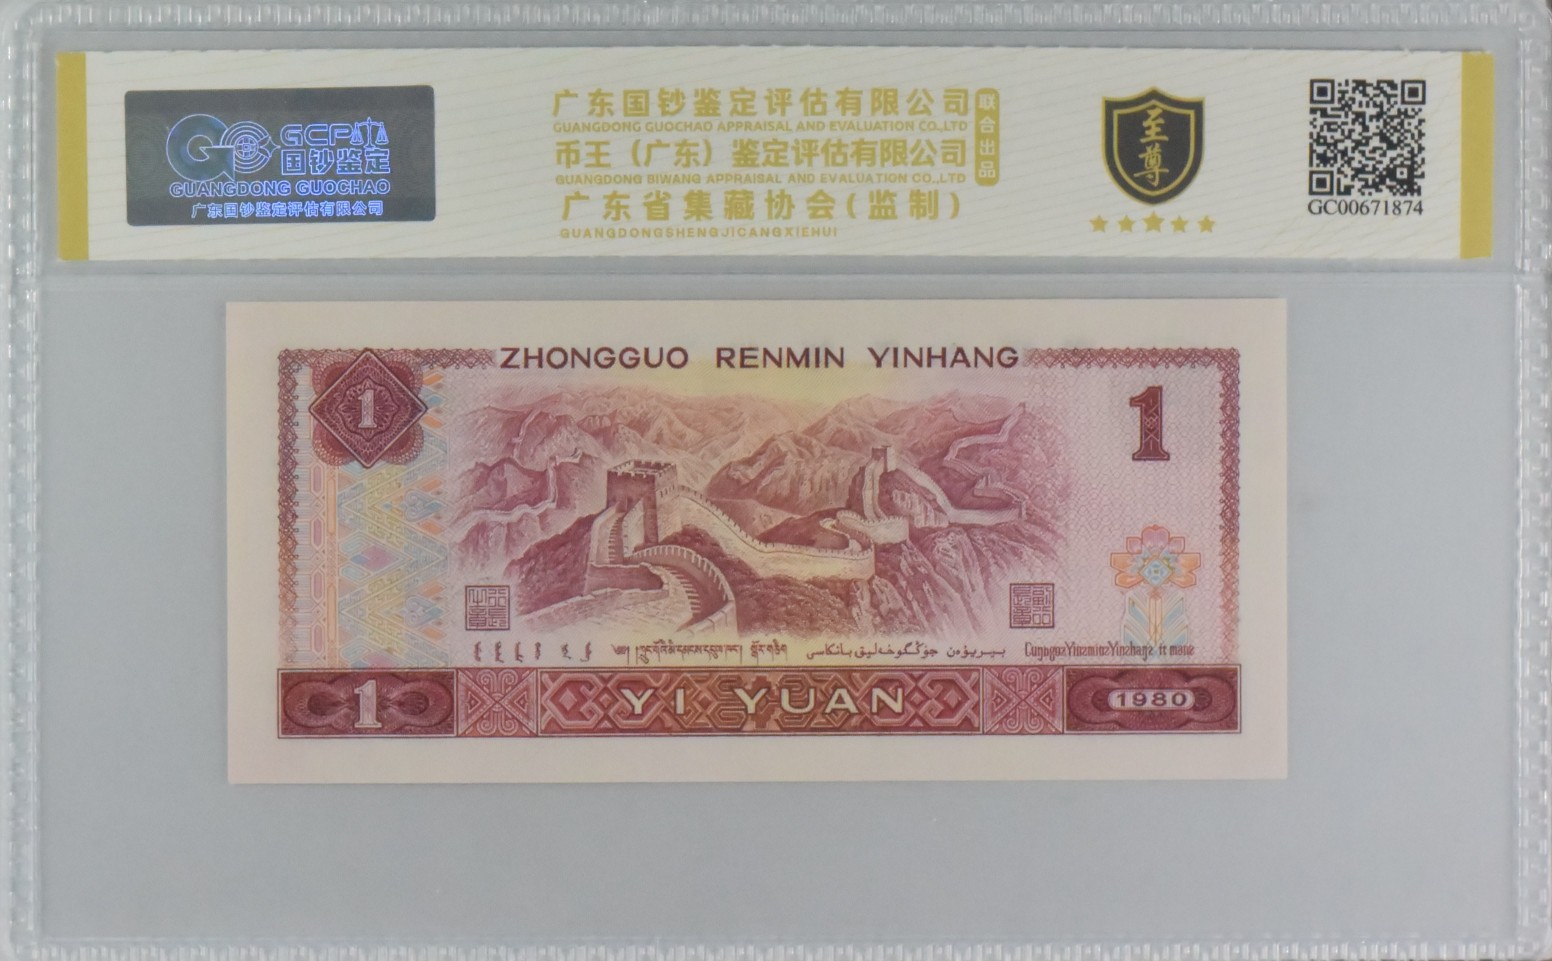 GCP
国钞鉴定
GUANGDONG GUOCHAO
广东国钞鉴定评估有限公司
广东国钞鉴定评估有限公司
GUANGDONG GUOCHAO APPRAISAL AND EVALUATION CO.,LTD
币王（广东）鉴定评估有限公司
GUANGDONG BIWANG APPRAISAL AND EVALUATION CO.,LTD
广东省集藏协会(监制)
GUANGDONGSHENGJICANGXIEHUI
联合出品
至尊
GC00671874
ZHONGGUO RENMIN YINHANG
1
1
1
YI YUAN
1980